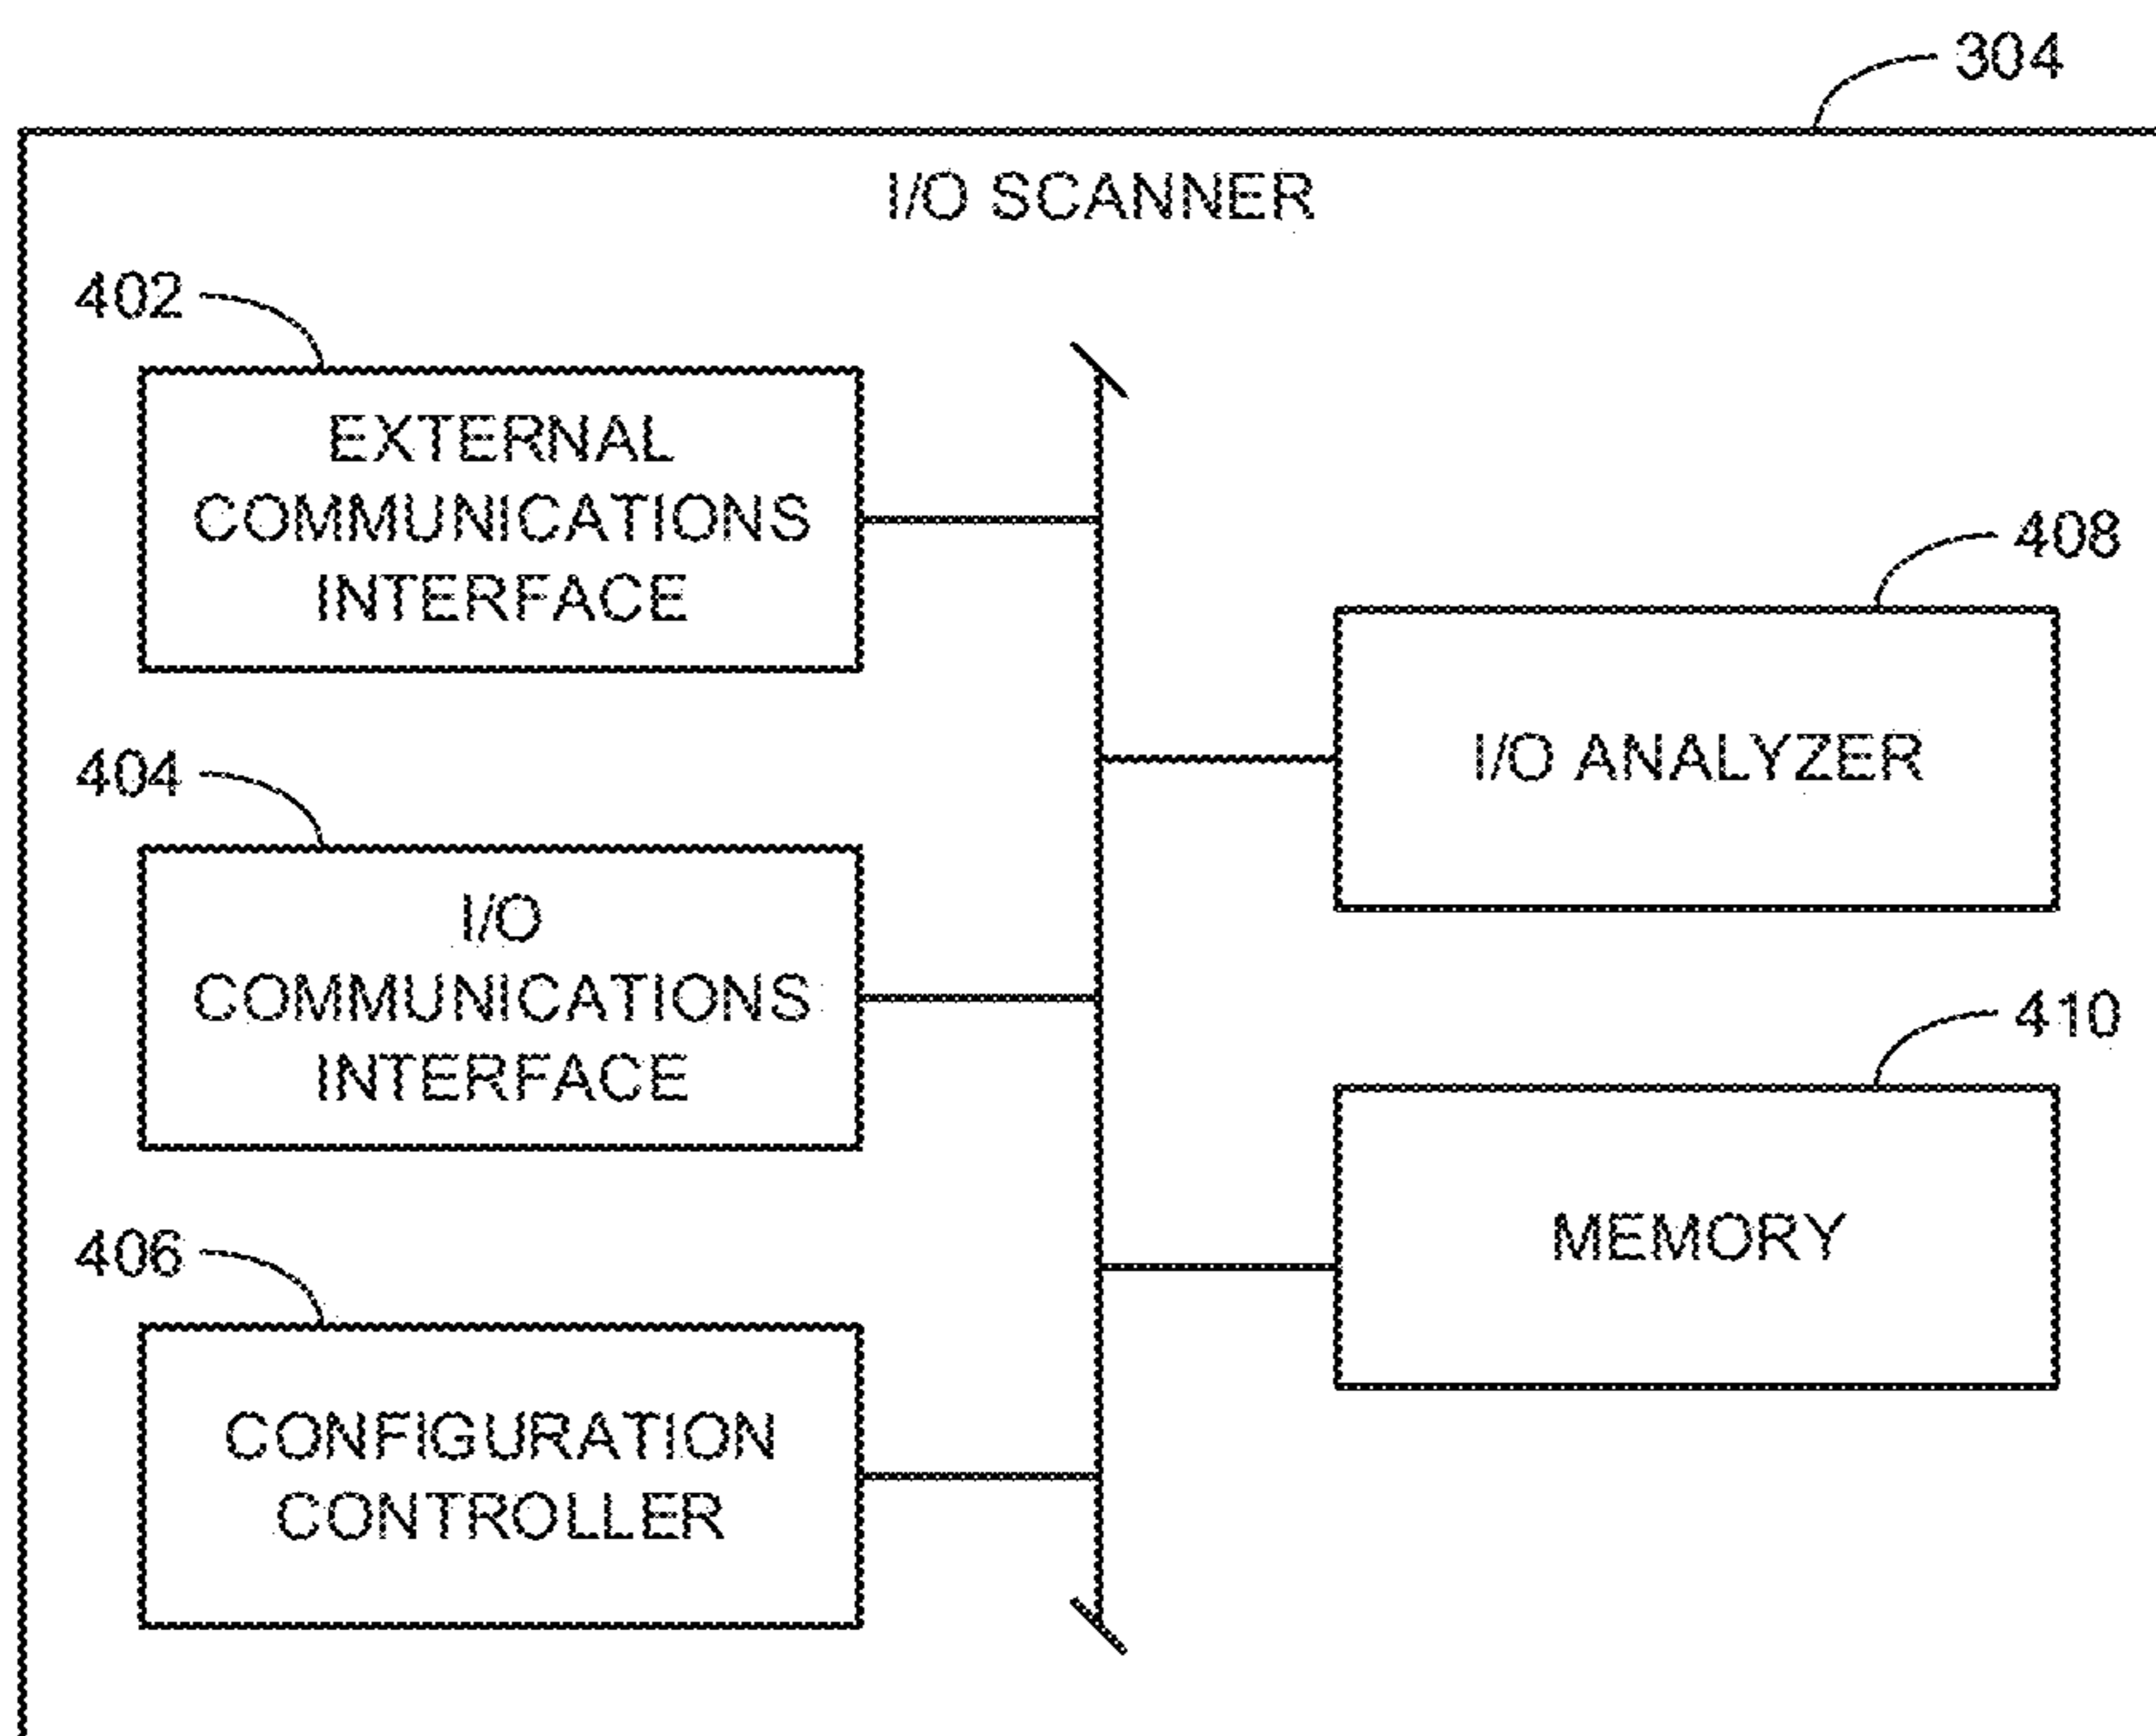 304
I/O SCANNER
402
EXTERNAL
COMMUNICATIONS
INTERFACE
404
I/O
COMMUNICATIONS
INTERFACE
406
CONFIGURATION
CONTROLLER
408
I/O ANALYZER
410
MEMORY